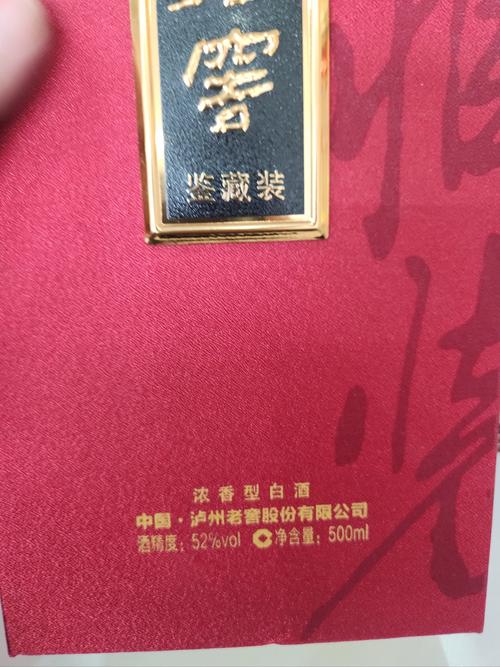 窖
鉴藏装
浓香型白酒
中国·泸州老窖股份有限公司
酒精度：52%vol 净含量：500ml